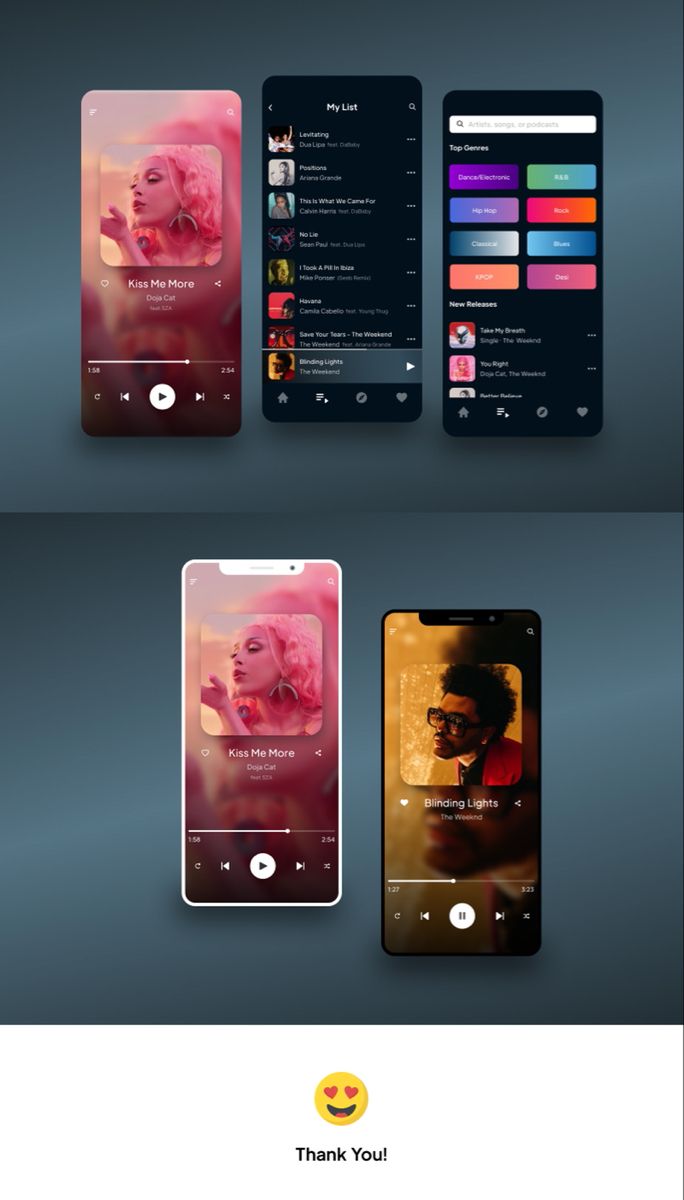 Kiss Me More
Doja Cat
feat.SZA
1:58 2:54
My List
Levitating
Dua Lipa feat. DaBaby
Positions
Ariana Grande
This Is What We Came For
Calvin Harris feat. DaBaby
No Lie
Sean Paul feat. Dua Lipa
I Took A Pill In Ibiza
Mike Ponser (Seeb Remix)
Havana
Camila Cabello feat. Young Thug
Save Your Tears - The Weekend
The Weekend feat. Ariana Grande
Blinding Lights
The Weekend
Artists, songs, or podcasts
Top Genres
Dance/Electronic R&B
Hip Hop Rock
Classical Blues
KPOP Desi
New Releases
Take My Breath
Single · The Weeknd
You Right
Doja Cat, The Weeknd
Better Believe
Kiss Me More
Doja Cat
feat.SZA
1:58 2:54
Blinding Lights
The Weeknd
1:27 3:23
Thank You!